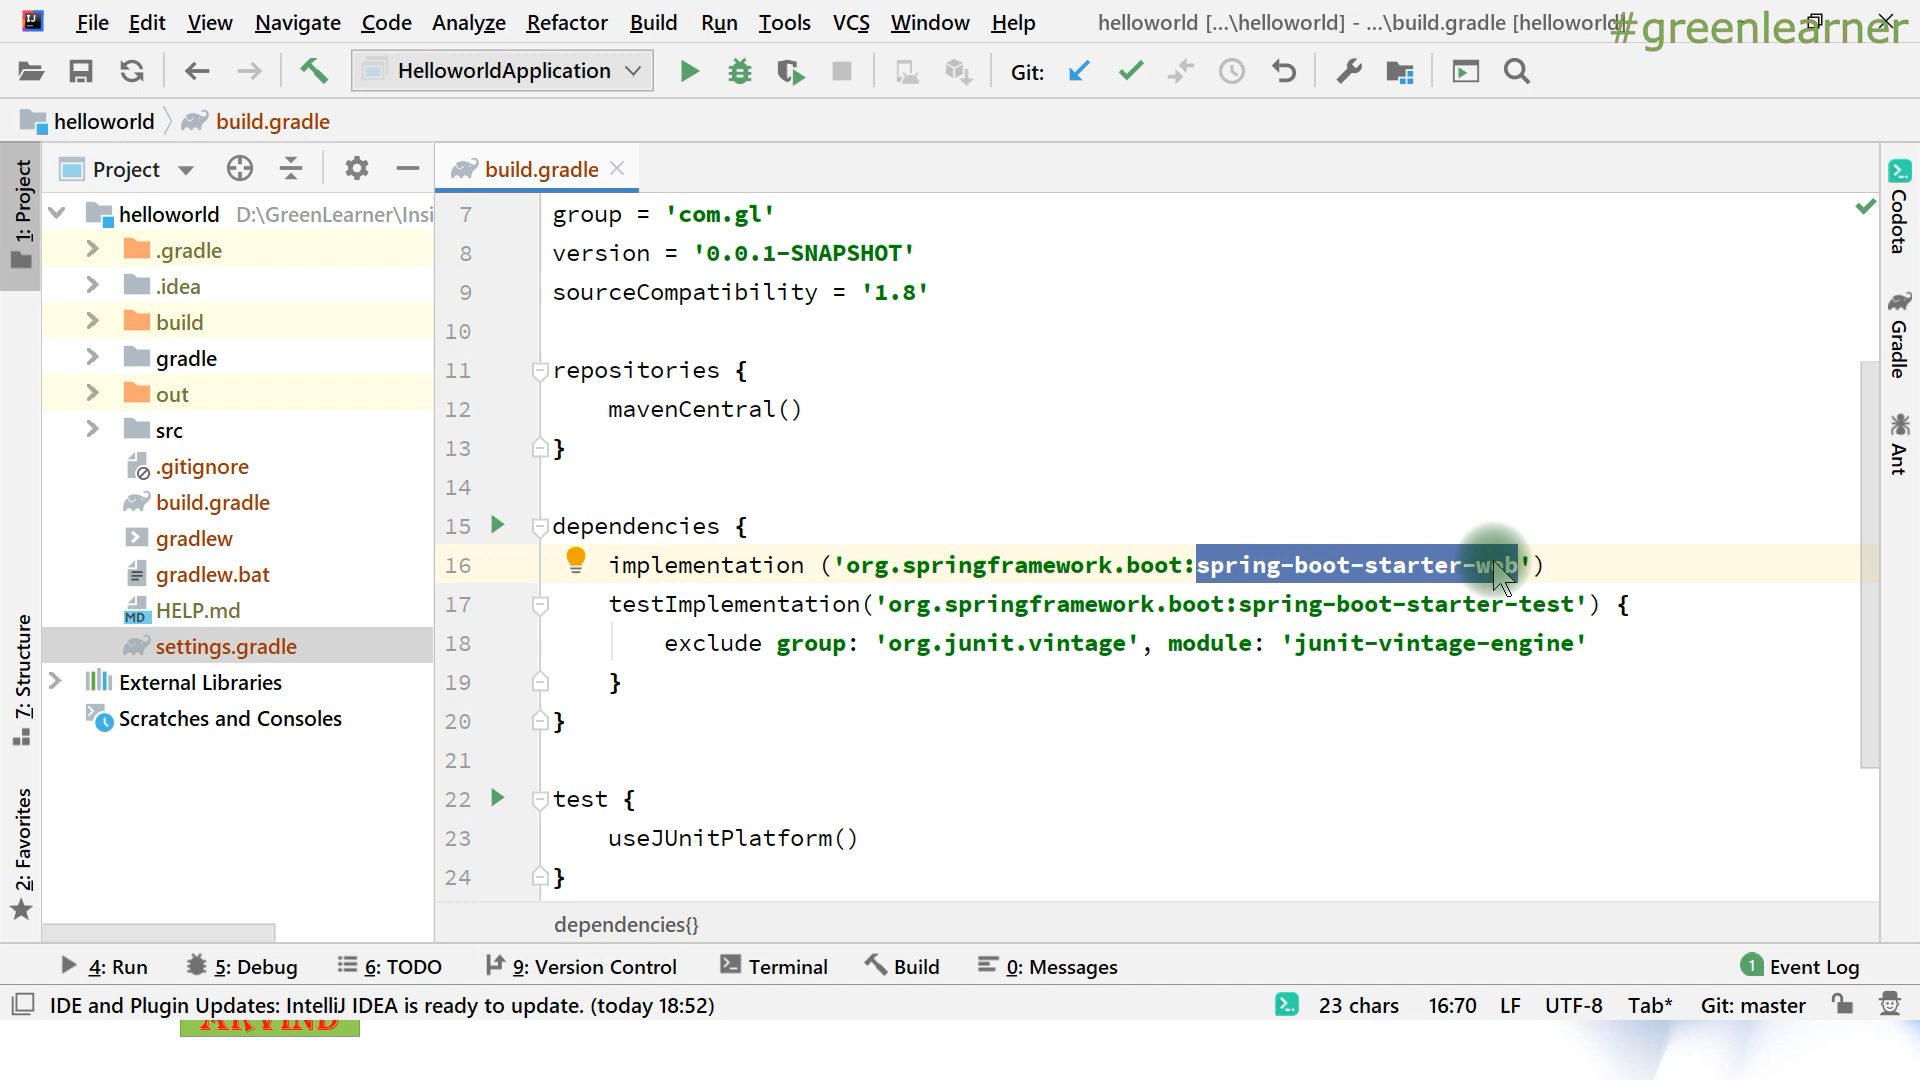 File Edit View Navigate Code Analyze Refactor Build Run Tools VCS Window Help helloworld [...\helloworld] - ...\build.gradle [helloworld]
#greenlearner
HelloworldApplication Git:
helloworld build.gradle
Project build.gradle
1: Project
7: Structure
2: Favorites
helloworld D:\GreenLearner\Insi
.gradle
.idea
build
gradle
out
src
.gitignore
build.gradle
gradlew
gradlew.bat
MD HELP.md
settings.gradle
External Libraries
Scratches and Consoles
7 group = 'com.gl'
8 version = '0.0.1-SNAPSHOT'
9 sourceCompatibility = '1.8'
10
11 repositories {
12 mavenCentral()
13 }
14
15 dependencies {
16 implementation ('org.springframework.boot:spring-boot-starter-web')
17 testImplementation('org.springframework.boot:spring-boot-starter-test') {
18 exclude group: 'org.junit.vintage', module: 'junit-vintage-engine'
19 }
20 }
21
22 test {
23 useJUnitPlatform()
24 }
dependencies{}
Codota
Gradle
Ant
4: Run 5: Debug 6: TODO 9: Version Control Terminal Build 0: Messages 1 Event Log
IDE and Plugin Updates: IntelliJ IDEA is ready to update. (today 18:52) 23 chars 16:70 LF UTF-8 Tab* Git: master
ARVIND